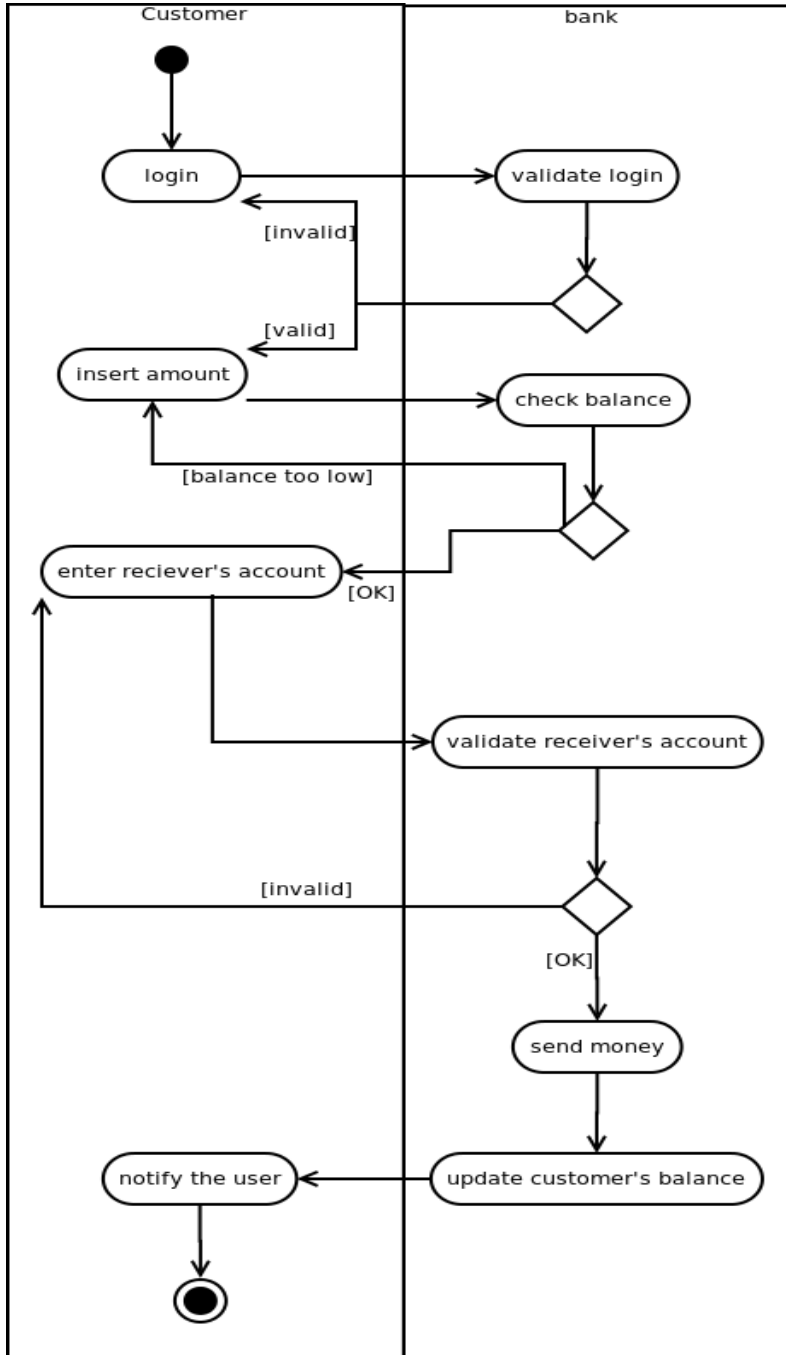 Customer
bank
login
validate login
[invalid]
[valid]
insert amount
check balance
[balance too low]
enter reciever's account
[OK]
validate receiver's account
[invalid]
[OK]
send money
notify the user
update customer's balance